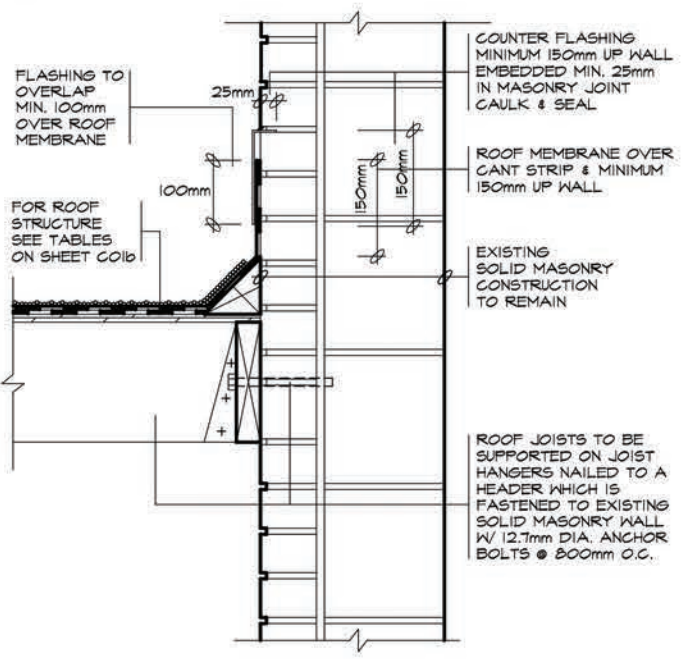 FLASHING TO
OVERLAP
MIN. 100mm
OVER ROOF
MEMBRANE
25mm
COUNTER FLASHING
MINIMUM 150mm UP WALL
EMBEDDED MIN. 25mm
IN MASONRY JOINT
CAULK & SEAL
100mm
150mm
150mm
ROOF MEMBRANE OVER
CANT STRIP & MINIMUM
150mm UP WALL
FOR ROOF
STRUCTURE
SEE TABLES
ON SHEET C01b
EXISTING
SOLID MASONRY
CONSTRUCTION
TO REMAIN
ROOF JOISTS TO BE
SUPPORTED ON JOIST
HANGERS NAILED TO A
HEADER WHICH IS
FASTENED TO EXISTING
SOLID MASONRY WALL
W/ 12.7mm DIA. ANCHOR
BOLTS @ 800mm O.C.